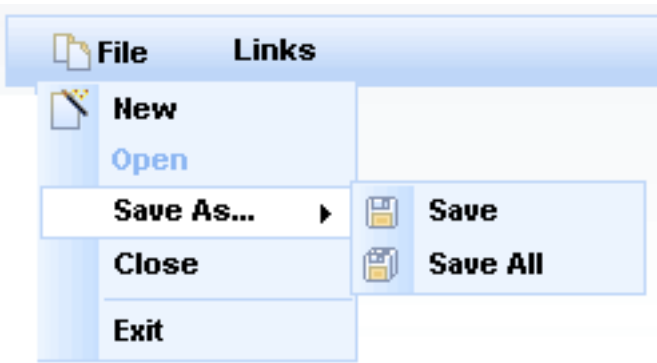 File Links
New
Open
Save As... Save
Close Save All
Exit